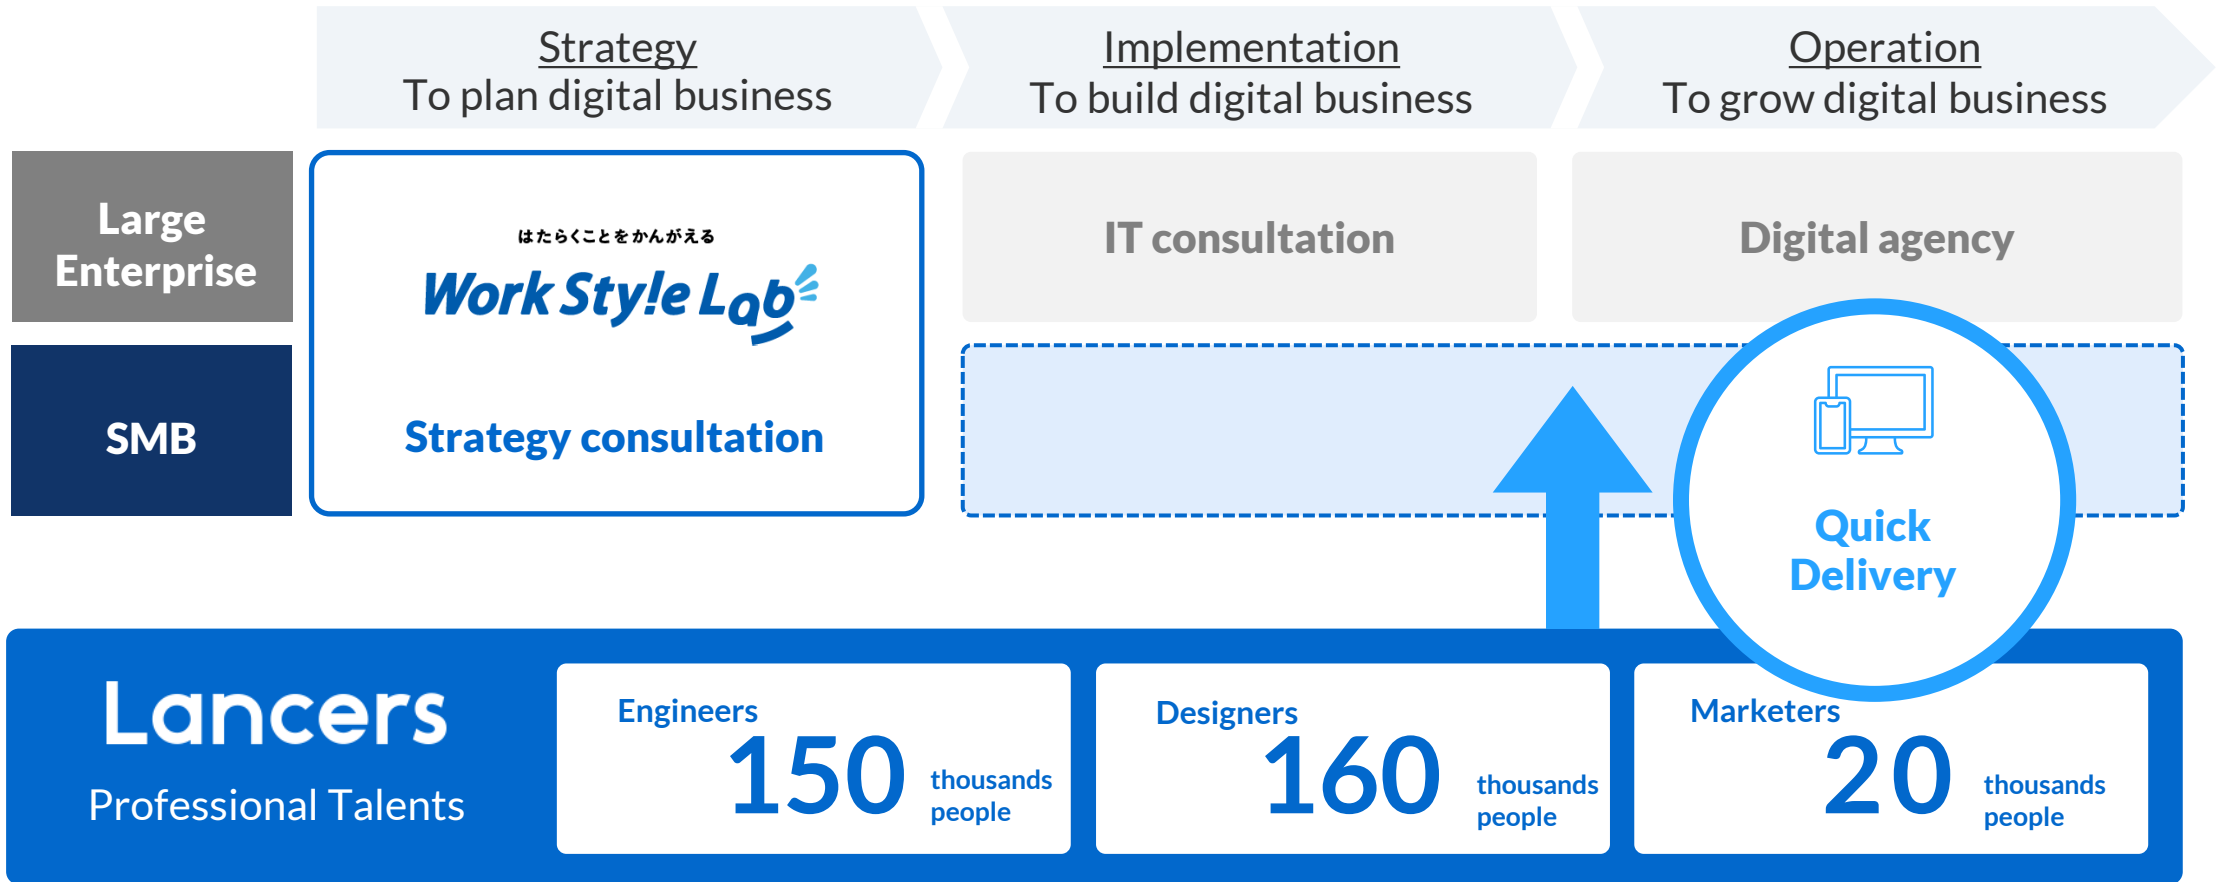 Strategy
To plan digital business
Implementation
To build digital business
Operation
To grow digital business
Large
Enterprise
はたらくことをかんがえる
Work Sty!e Lab
Strategy consultation
IT consultation
Digital agency
SMB
Quick
Delivery
Lancers
Professional Talents
Engineers
150 thousands
people
Designers
160 thousands
people
Marketers
20 thousands
people